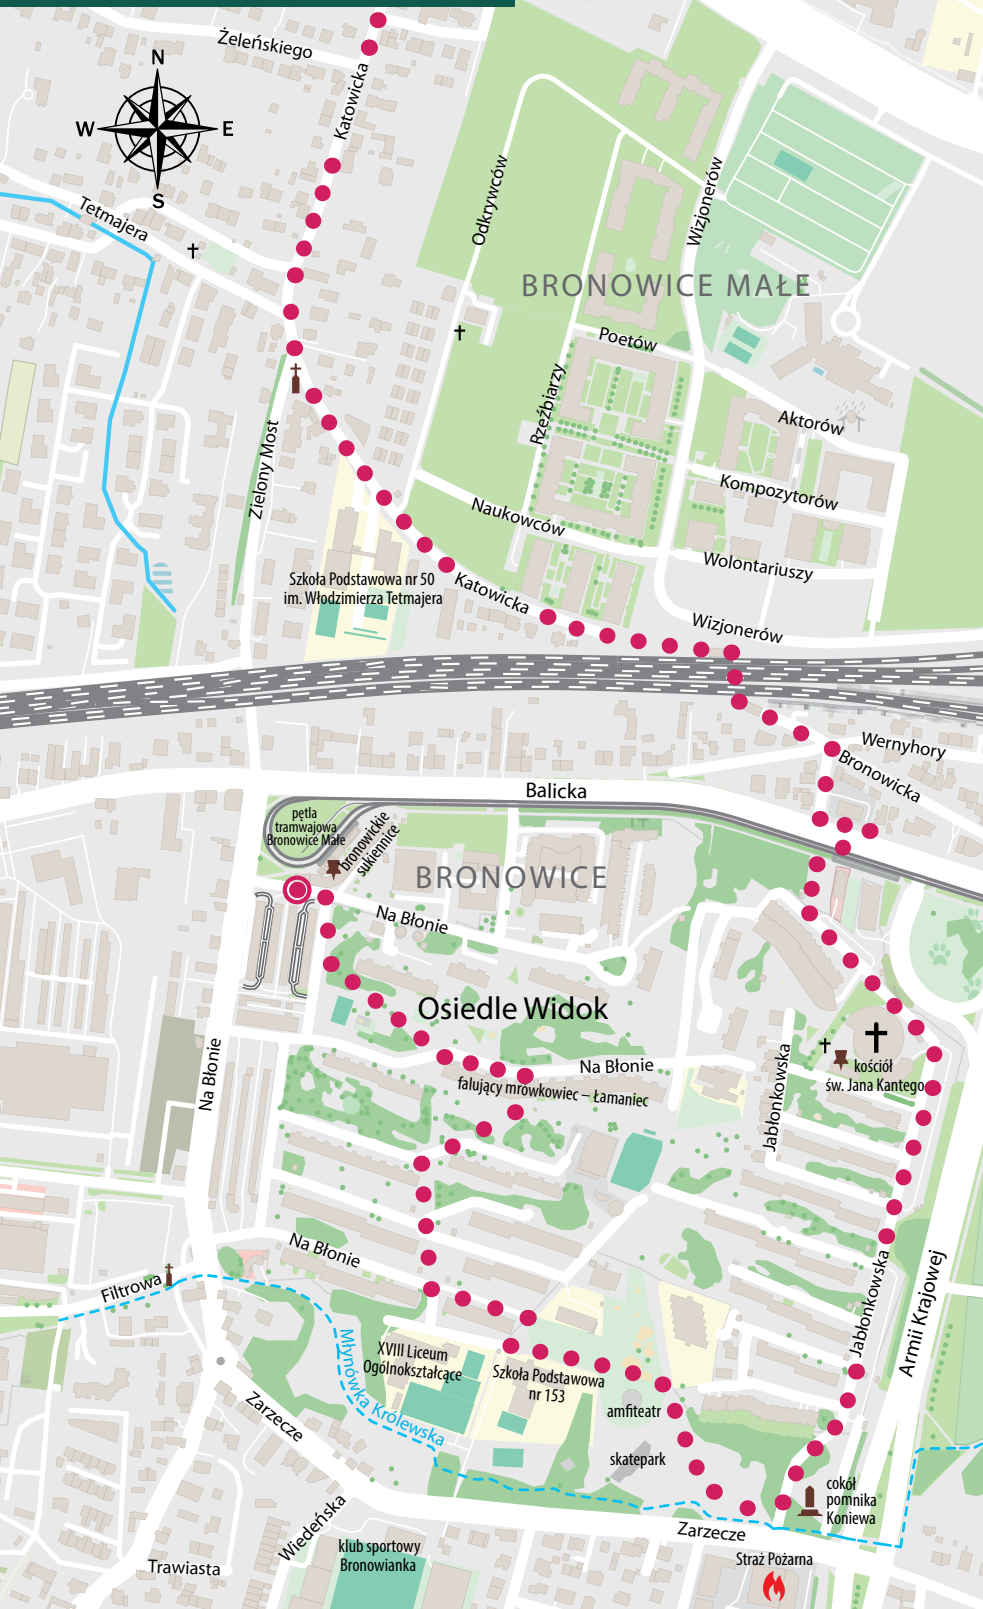 Żeleńskiego
N
W
E
S
Katowicka
Tetmajera
Odkrywców
Wizjonerów
BRONOWICE MAŁE
Poetów
Rzeźbiarzy
Aktorów
Zielony Most
Kompozytorów
Naukowców
Wolontariuszy
Szkoła Podstawowa nr 50
im. Włodzimierza Tetmajera
Katowicka
Wizjonerów
Wernyhory
Bronowicka
Balicka
pętla
tramwajowa
Bronowice Małe
bronowickie
sukiennice
BRONOWICE
Na Błonie
Osiedle Widok
Na Błonie
Na Błonie
falujący mrówkowiec – Łamaniec
Jabłonkowska
kościół
św. Jana Kantego
Na Błonie
Filtrowa
Jabłonkowska
Armii Krajowej
Młynówka Królewska
XVIII Liceum
Ogólnokształcące
Szkoła Podstawowa
nr 153
amfiteatr
Zarzecze
skatepark
cokół
pomnika
Koniewa
Wiedeńska
Zarzecze
klub sportowy
Bronowianka
Straż Pożarna
Trawiasta